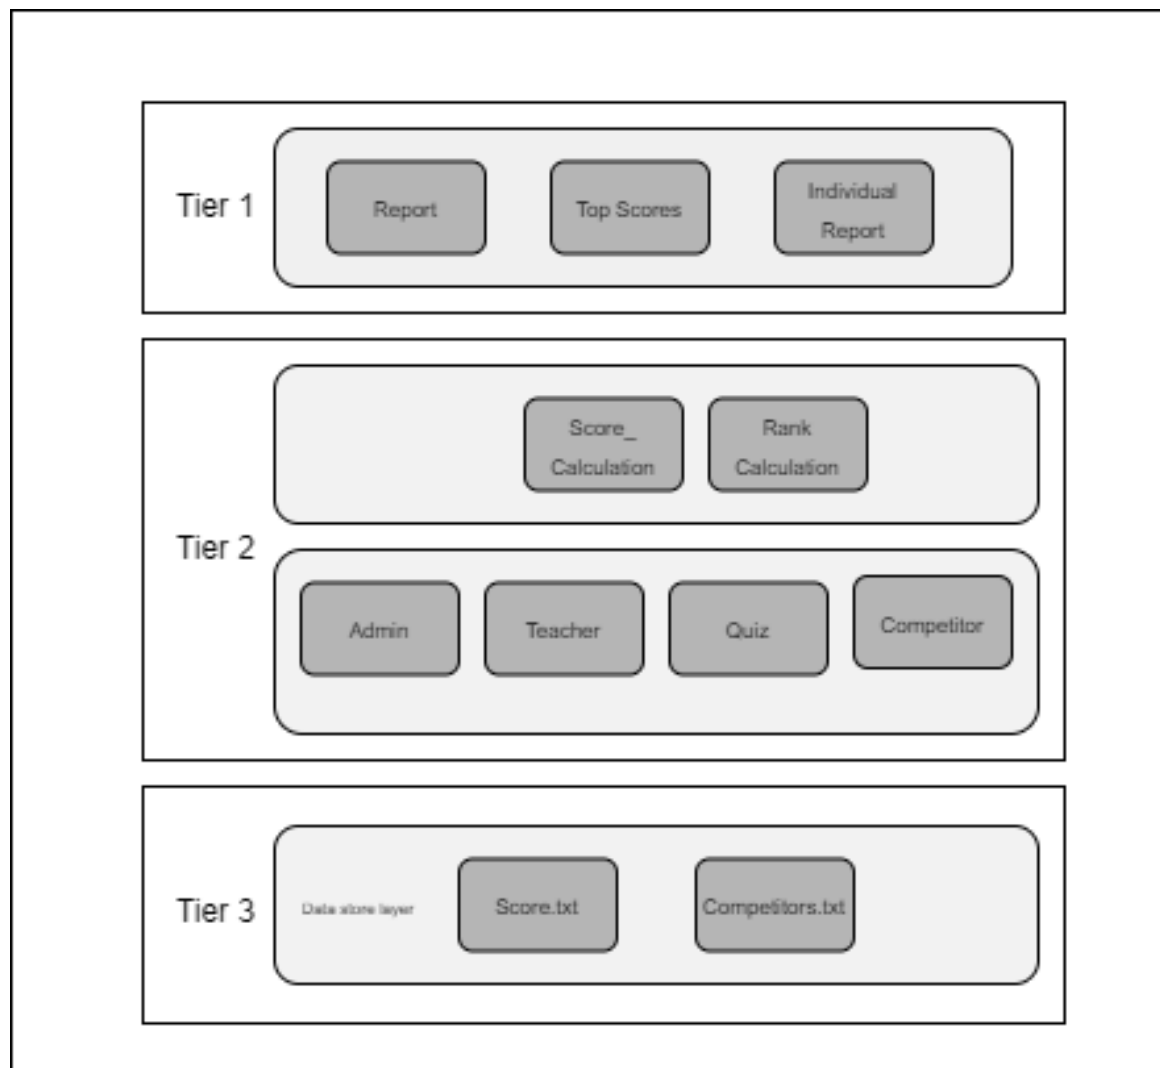 Tier 1
Report
Top Scores
Individual
Report
Tier 2
Score_
Calculation
Rank
Calculation
Admin
Teacher
Quiz
Competitor
Tier 3
Data store layer
Score.txt
Competitors.txt